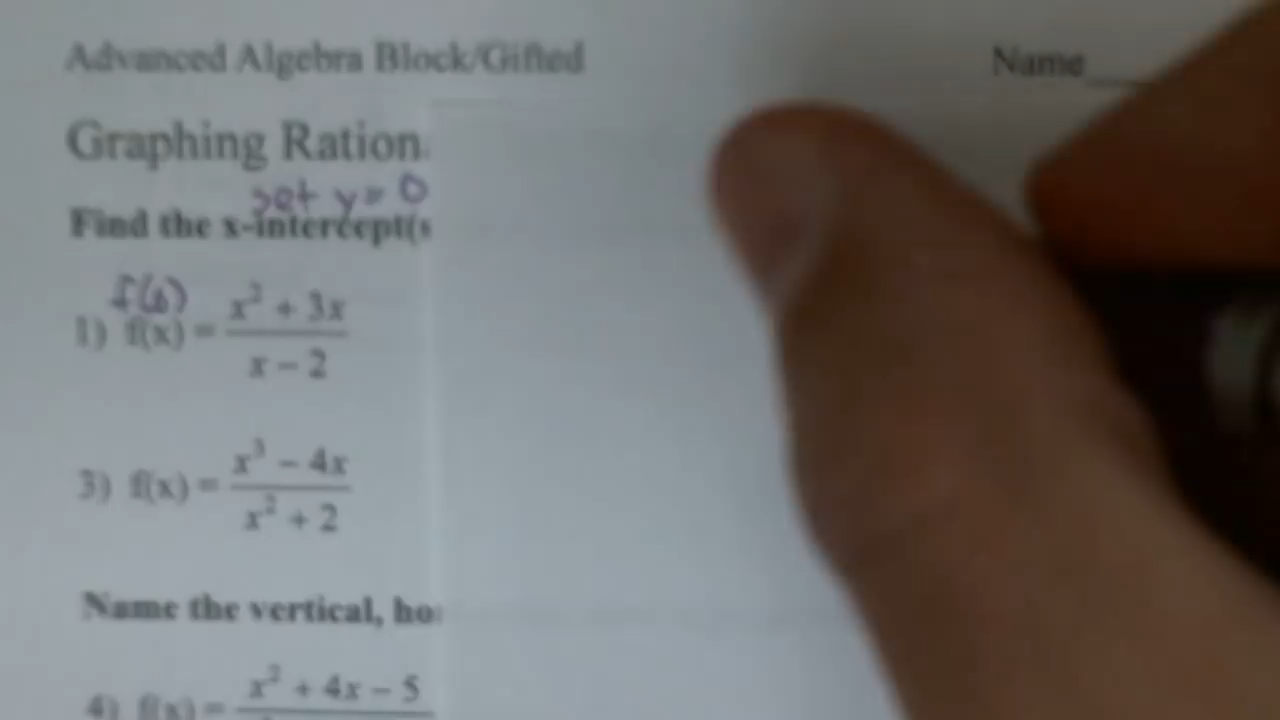 Advanced Algebra Block/Gifted Name
Graphing Ration
set y = 0
Find the x-intercept(s
1) f(x) = x² + 3x / x - 2
3) f(x) = x³ - 4x / x² + 2
Name the vertical, ho
4) f(x) = x² + 4x - 5